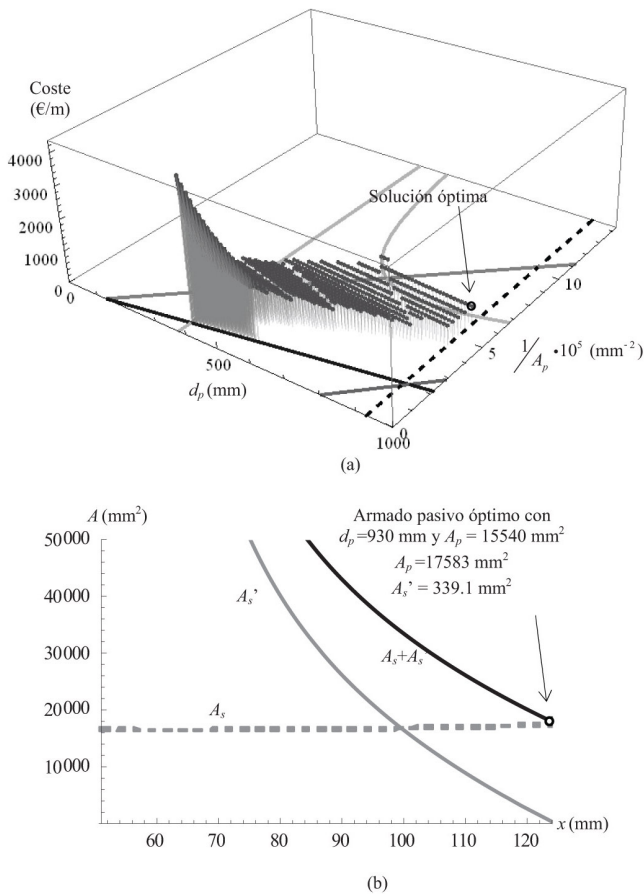 Coste
(€/m)
4000
3000
2000
1000
0
0
500
1000
d_p (mm)
0
5
10
1/A_p • 10^5 (mm^-2)
Solución óptima
(a)
A (mm²)
50000
40000
30000
20000
10000
A_s'
A_s
A_s+A_s
Armado pasivo óptimo con
d_p=930 mm y A_p = 15540 mm²
A_p=17583 mm²
A_s' = 339.1 mm²
60 70 80 90 100 110 120 x (mm)
(b)